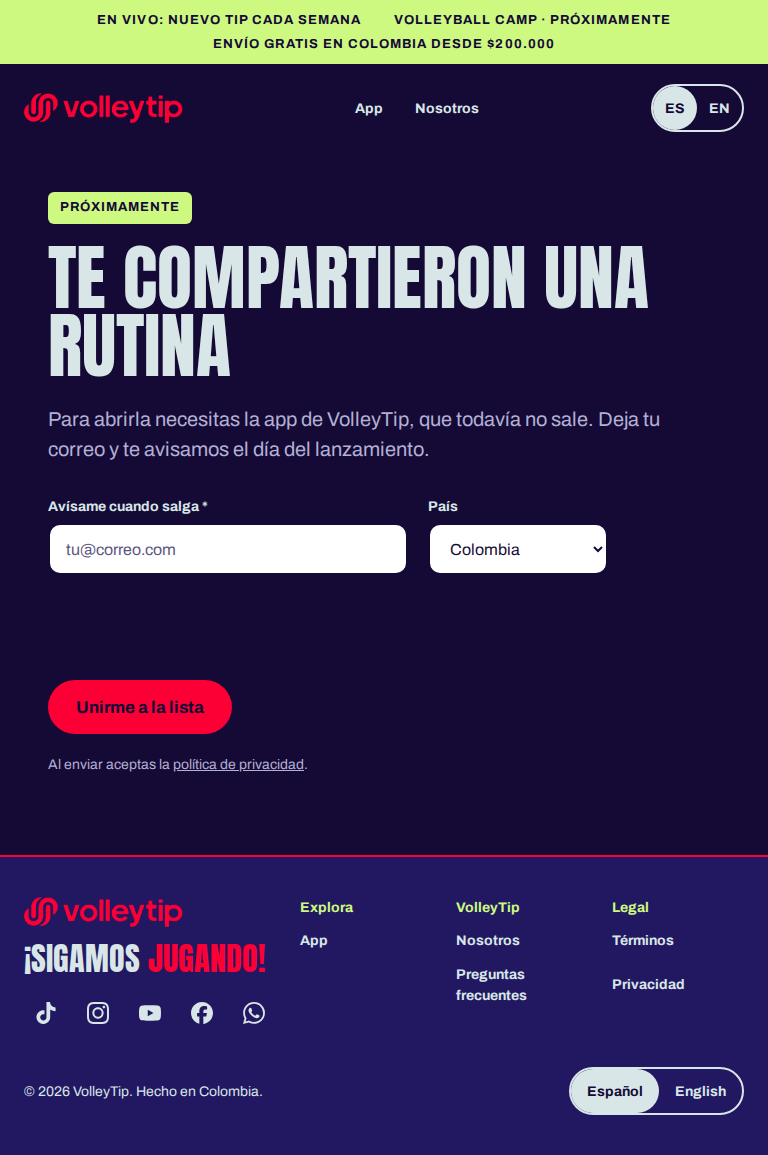 EN VIVO: NUEVO TIP CADA SEMANA VOLLEYBALL CAMP · PRÓXIMAMENTE
ENVÍO GRATIS EN COLOMBIA DESDE $200.000
volleytip
App Nosotros
ES EN
PRÓXIMAMENTE
TE COMPARTIERON UNA
RUTINA
Para abrirla necesitas la app de VolleyTip, que todavía no sale. Deja tu
correo y te avisamos el día del lanzamiento.
Avísame cuando salga * País
tu@correo.com Colombia
Unirme a la lista
Al enviar aceptas la política de privacidad.
volleytip
¡SIGAMOS JUGANDO!
Explora
App
VolleyTip
Nosotros
Preguntas
frecuentes
Legal
Términos
Privacidad
© 2026 VolleyTip. Hecho en Colombia.
Español English